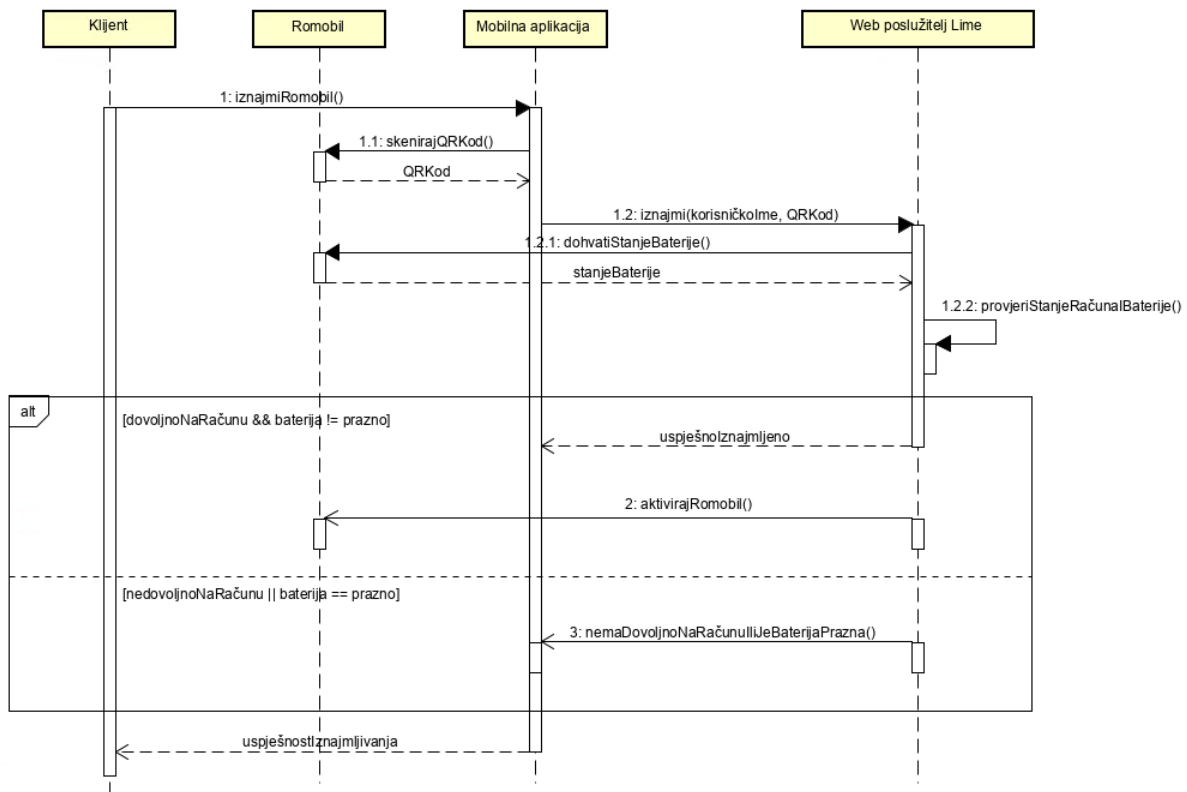 Klijent
Romobil
Mobilna aplikacija
Web poslužitelj Lime
1: iznajmiRomobil()
1.1: skenirajQRKod()
QRKod
1.2: iznajmi(korisničkoIme, QRKod)
1.2.1: dohvatiStanjeBaterije()
stanjeBaterije
1.2.2: provjeriStanjeRačunaIBaterije()
alt
[dovoljnoNaRačunu && baterija != prazno]
uspješnoIznajmljeno
2: aktivirajRomobil()
[nedovoljnoNaRačunu || baterija == prazno]
3: nemaDovoljnoNaRačunuIliJeBaterijaPrazna()
uspješnostIznajmljivanja